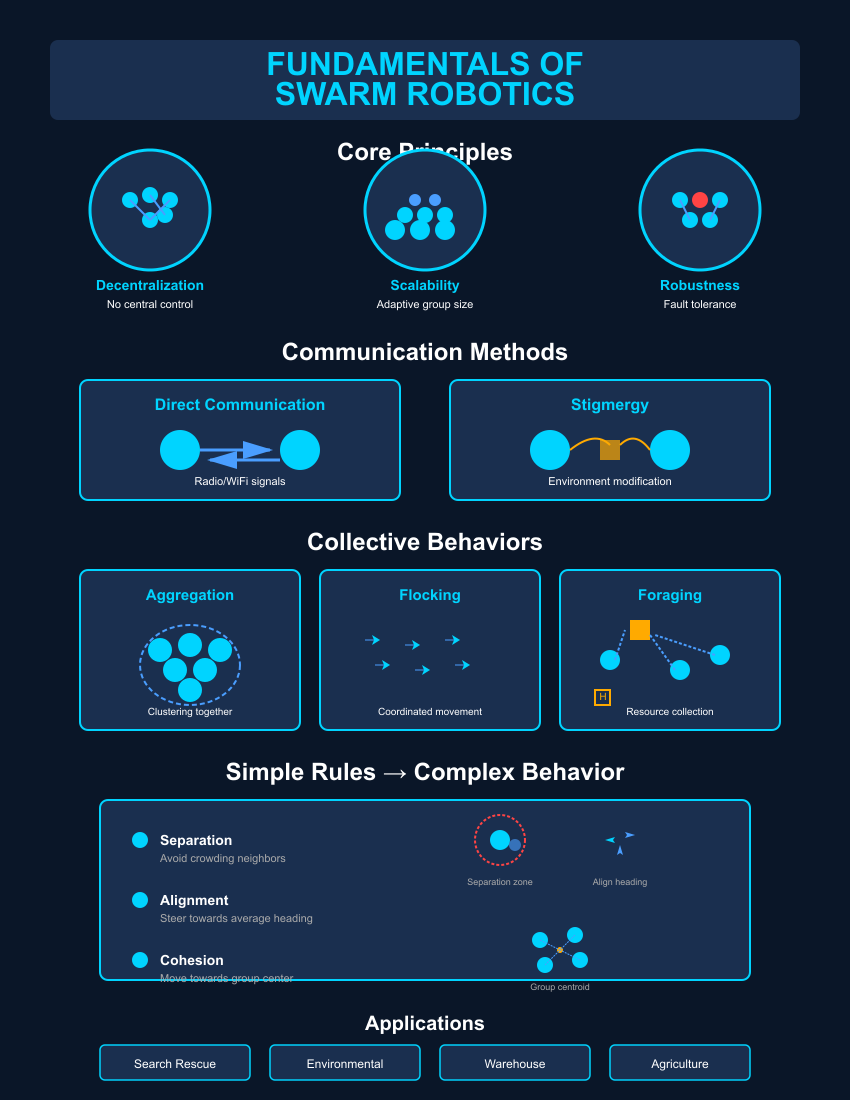 FUNDAMENTALS OF
SWARM ROBOTICS
Core Principles
Decentralization
No central control
Scalability
Adaptive group size
Robustness
Fault tolerance
Communication Methods
Direct Communication
Radio/WiFi signals
Stigmergy
Environment modification
Collective Behaviors
Aggregation
Clustering together
Flocking
Coordinated movement
Foraging
H
Resource collection
Simple Rules → Complex Behavior
Separation
Avoid crowding neighbors
Alignment
Steer towards average heading
Cohesion
Move towards group center
Separation zone
Align heading
Group centroid
Applications
Search Rescue
Environmental
Warehouse
Agriculture